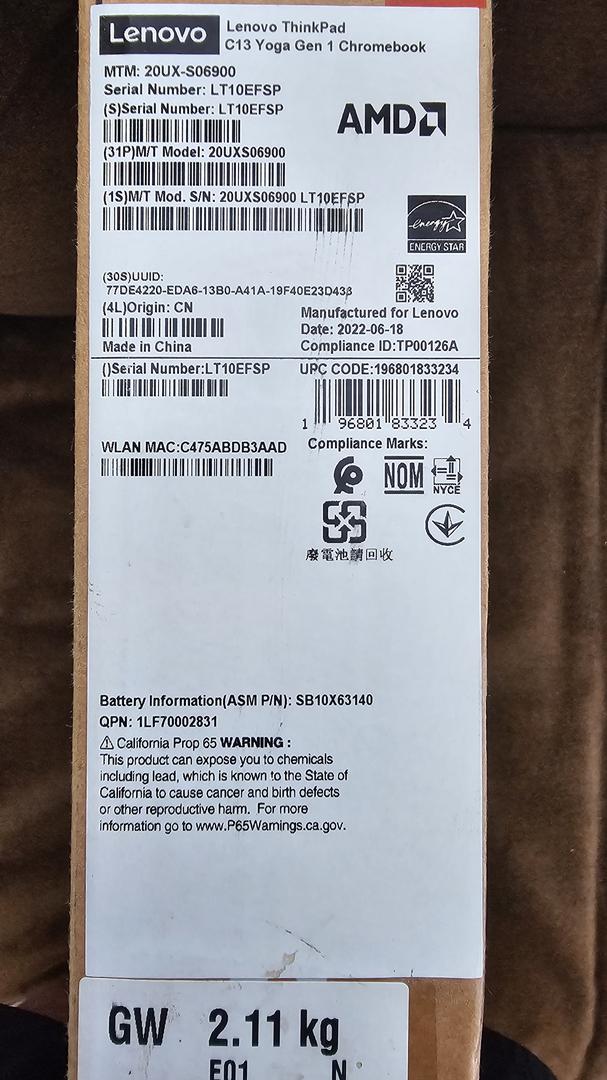 Lenovo
Lenovo ThinkPad
C13 Yoga Gen 1 Chromebook
MTM: 20UX-S06900
Serial Number: LT10EFSP
(S)Serial Number: LT10EFSP
AMD
(31P)M/T Model: 20UXS06900
(1S)M/T Mod. S/N: 20UXS06900 LT10EFSP
energy
ENERGY STAR
(30S)UUID:
77DE4220-EDA6-13B0-A41A-19F40E23D433
(4L)Origin: CN
Made in China
Manufactured for Lenovo
Date: 2022-06-18
Compliance ID:TP00126A
()Serial Number:LT10EFSP
UPC CODE:196801833234
1 96801 83323 4
WLAN MAC:C475ABDB3AAD
Compliance Marks:
NOM
NYCE
廢電池請回收
Battery Information(ASM P/N): SB10X63140
QPN: 1LF70002831
⚠ California Prop 65 WARNING :
This product can expose you to chemicals
including lead, which is known to the State of
California to cause cancer and birth defects
or other reproductive harm. For more
information go to www.P65Warnings.ca.gov.
GW 2.11 kg
E01 N